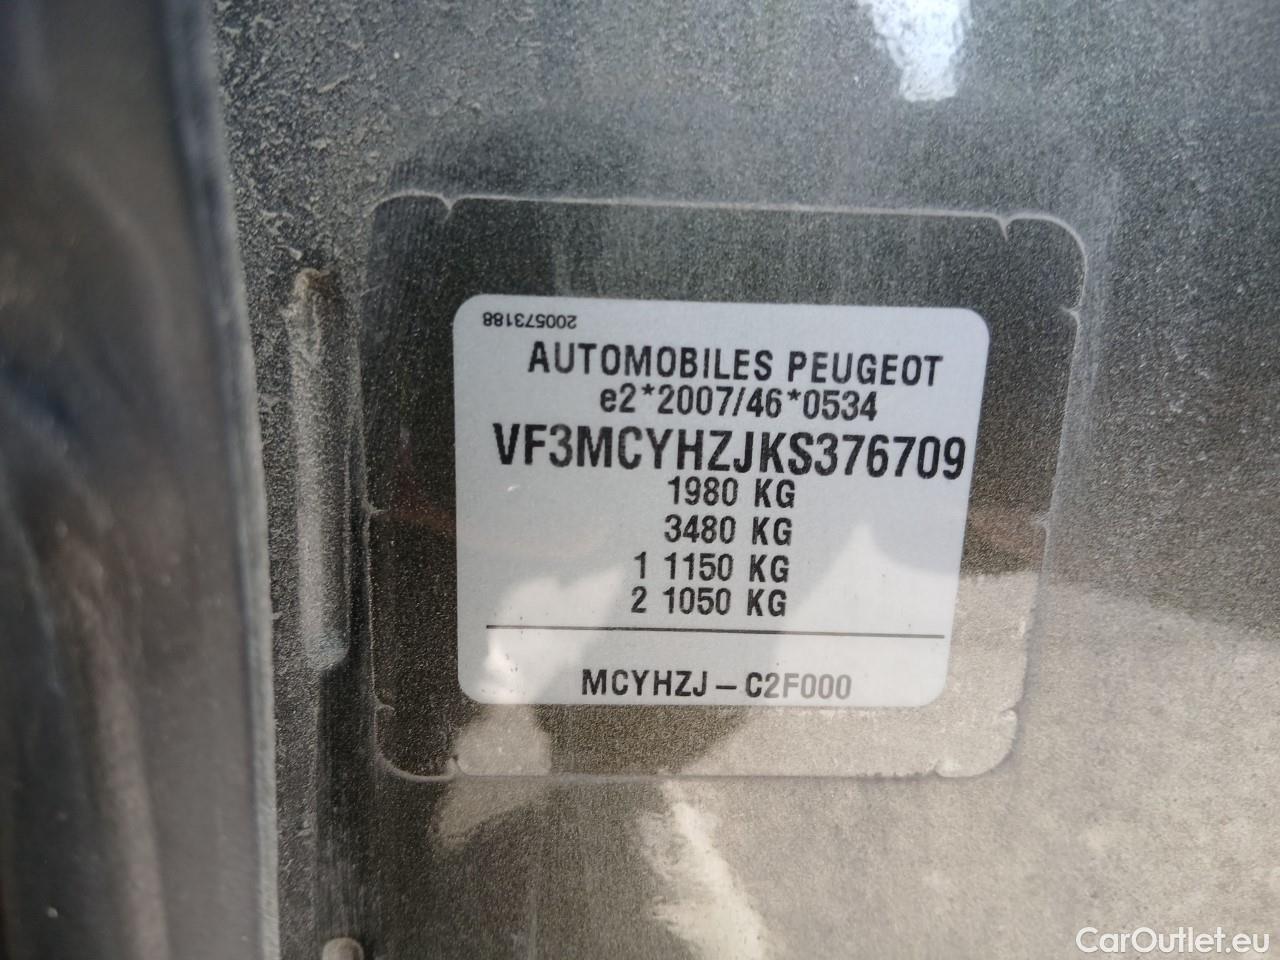 200573188
AUTOMOBILES PEUGEOT
e2*2007/46*0534
VF3MCYHZJKS376709
1980 KG
3480 KG
1 1150 KG
2 1050 KG
MCYHZJ – C2F000
CarOutlet.eu